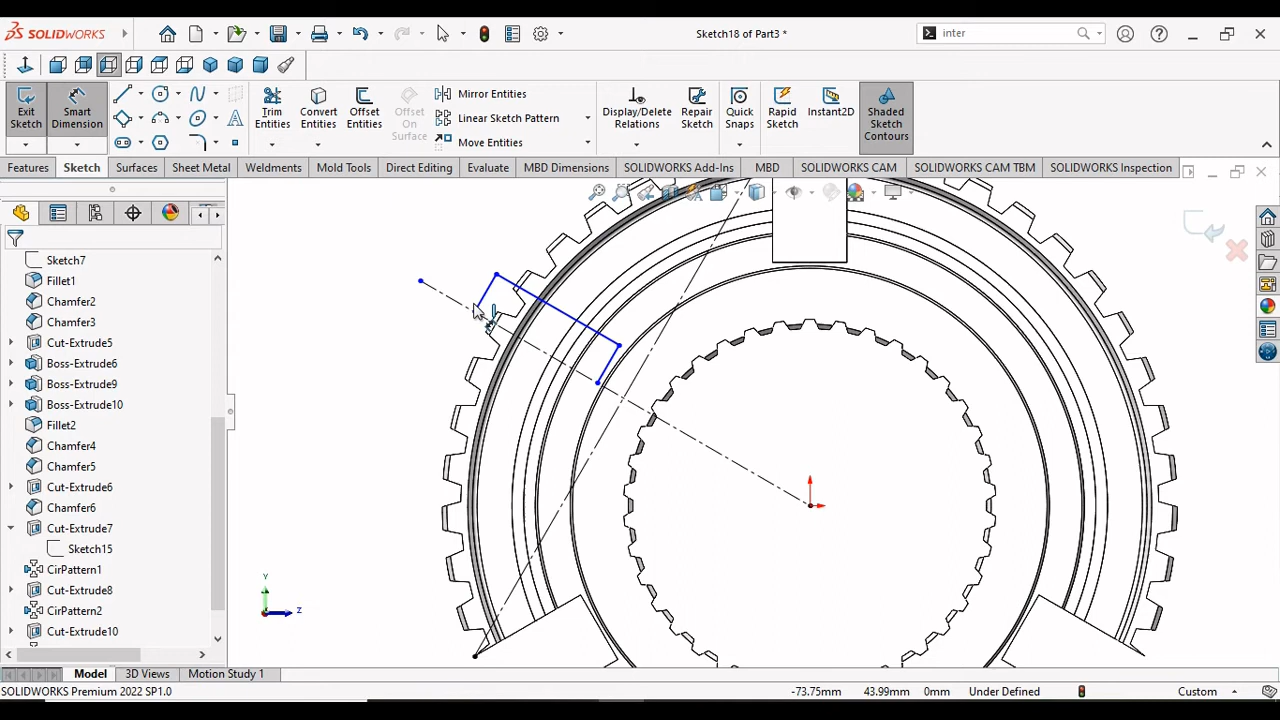 SOLIDWORKS
Sketch18 of Part3 *
inter
Exit Sketch
Smart Dimension
Trim Entities
Convert Entities
Offset Entities
Offset On Surface
Mirror Entities
Linear Sketch Pattern
Move Entities
Display/Delete Relations
Repair Sketch
Quick Snaps
Rapid Sketch
Instant2D
Shaded Sketch Contours
Features
Sketch
Surfaces
Sheet Metal
Weldments
Mold Tools
Direct Editing
Evaluate
MBD Dimensions
SOLIDWORKS Add-Ins
MBD
SOLIDWORKS CAM
SOLIDWORKS CAM TBM
SOLIDWORKS Inspection
Sketch7
Fillet1
Chamfer2
Chamfer3
Cut-Extrude5
Boss-Extrude6
Boss-Extrude9
Boss-Extrude10
Fillet2
Chamfer4
Chamfer5
Cut-Extrude6
Chamfer6
Cut-Extrude7
Sketch15
CirPattern1
Cut-Extrude8
CirPattern2
Cut-Extrude10
Y
Z
Model
3D Views
Motion Study 1
SOLIDWORKS Premium 2022 SP1.0
-73.75mm
43.99mm
0mm
Under Defined
Custom